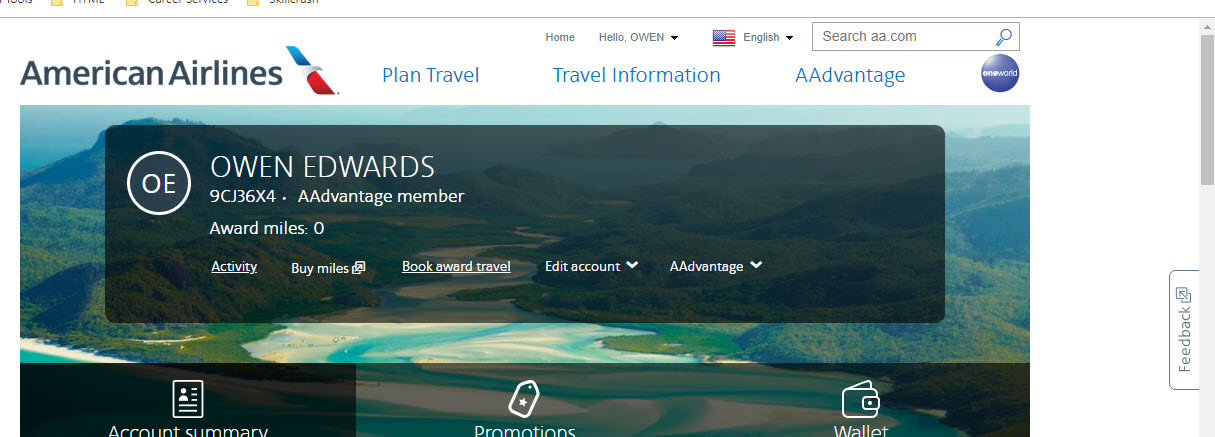 HTML Career Services Skillcrush
Home Hello, OWEN English Search aa.com
American Airlines Plan Travel Travel Information AAdvantage oneworld
OE
OWEN EDWARDS
9CJ36X4 • AAdvantage member
Award miles: 0
Activity Buy miles Book award travel Edit account AAdvantage
Feedback
Account summary Promotions Wallet